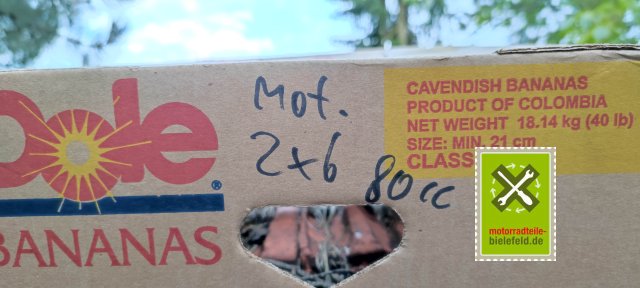 Dole
®
BANANAS
Mot.
2x6 80cc
CAVENDISH BANANAS
PRODUCT OF COLOMBIA
NET WEIGHT 18.14 kg (40 lb)
SIZE: MIN. 21 cm
CLASS
motorradteile-
bielefeld.de